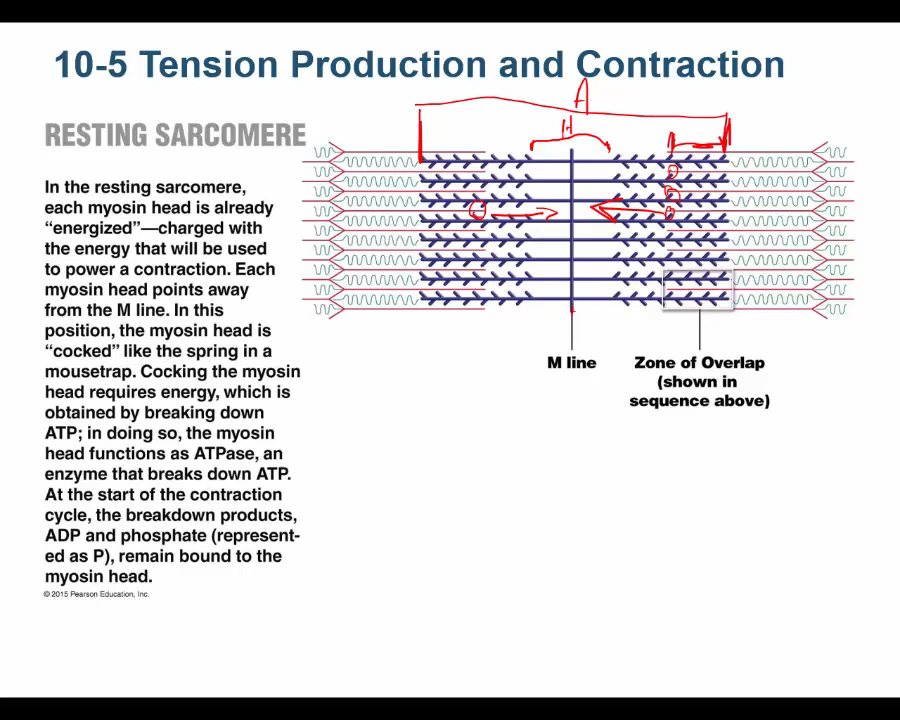 10-5 Tension Production and Contraction
A
H
RESTING SARCOMERE
In the resting sarcomere,
each myosin head is already
“energized”—charged with
the energy that will be used
to power a contraction. Each
myosin head points away
from the M line. In this
position, the myosin head is
“cocked” like the spring in a
mousetrap. Cocking the myosin
head requires energy, which is
obtained by breaking down
ATP; in doing so, the myosin
head functions as ATPase, an
enzyme that breaks down ATP.
At the start of the contraction
cycle, the breakdown products,
ADP and phosphate (represent-
ed as P), remain bound to the
myosin head.
© 2015 Pearson Education, Inc.
M line
Zone of Overlap
(shown in
sequence above)